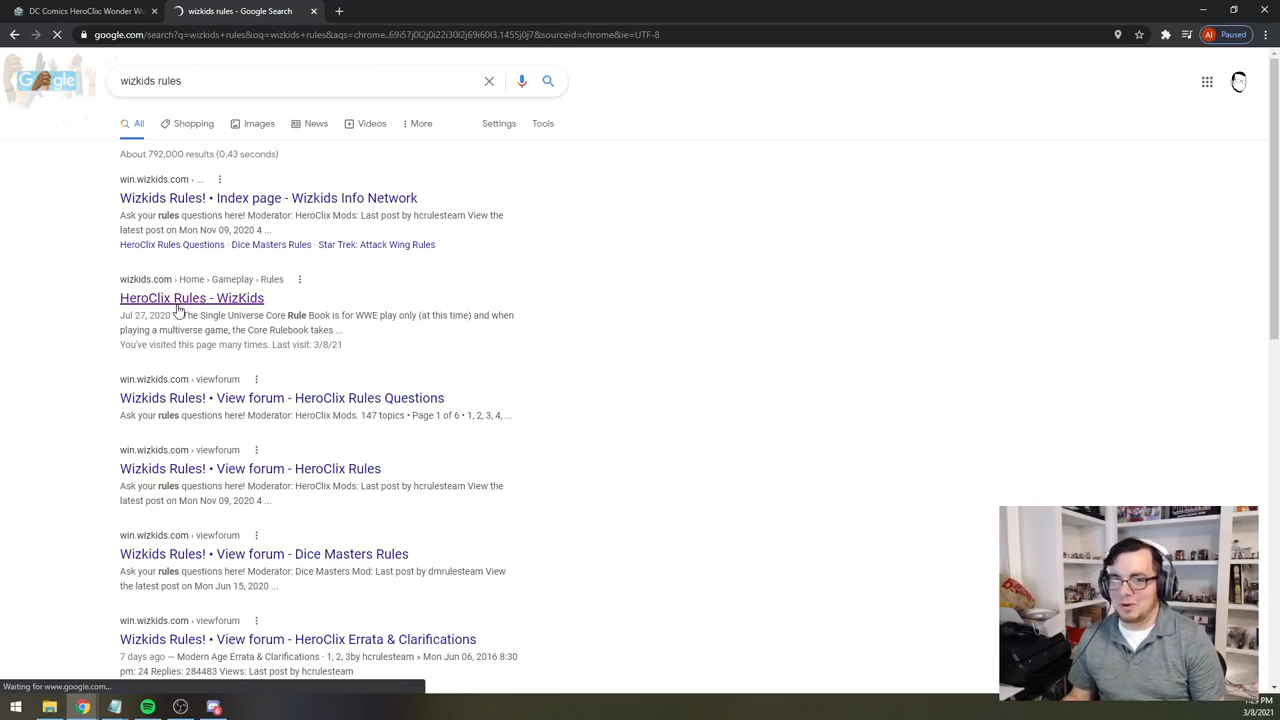 DC Comics HeroClix Wonder Wo
wizkids rules - Google Search
google.com/search?q=wizkids+rules&oq=wizkids+rules&aqs=chrome..69i57j0l2j0i22i30l2j69i60l3.1455j0j7&sourceid=chrome&ie=UTF-8
Paused
Google
wizkids rules
All
Shopping
Images
News
Videos
More
Settings
Tools
About 792,000 results (0.43 seconds)
win.wizkids.com › ...
Wizkids Rules! • Index page - Wizkids Info Network
Ask your rules questions here! Moderator: HeroClix Mods. Last post by hcrulesteam View the
latest post on Mon Nov 09, 2020 4 ...
HeroClix Rules Questions · Dice Masters Rules · Star Trek: Attack Wing Rules
wizkids.com › Home › Gameplay › Rules
HeroClix Rules - WizKids
Jul 27, 2020 The Single Universe Core Rule Book is for WWE play only (at this time) and when
playing a multiverse game, the Core Rulebook takes ...
You've visited this page many times. Last visit: 3/8/21
win.wizkids.com › viewforum
Wizkids Rules! • View forum - HeroClix Rules Questions
Ask your rules questions here! Moderator: HeroClix Mods. 147 topics • Page 1 of 6 • 1, 2, 3, 4, ...
win.wizkids.com › viewforum
Wizkids Rules! • View forum - HeroClix Rules
Ask your rules questions here! Moderator: HeroClix Mods: Last post by hcrulesteam View the
latest post on Mon Nov 09, 2020 4 ...
win.wizkids.com › viewforum
Wizkids Rules! • View forum - Dice Masters Rules
Ask your rules questions here! Moderator: Dice Masters Mod: Last post by dmrulesteam View
the latest post on Mon Jun 15, 2020 ...
win.wizkids.com › viewforum
Wizkids Rules! • View forum - HeroClix Errata & Clarifications
7 days ago — Modern Age Errata & Clarifications · 1, 2, 3by hcrulesteam » Mon Jun 06, 2016 8:30
pm: 24 Replies: 284483 Views: Last post by hcrulesteam
Waiting for www.google.com...
7:25 PM
3/8/2021